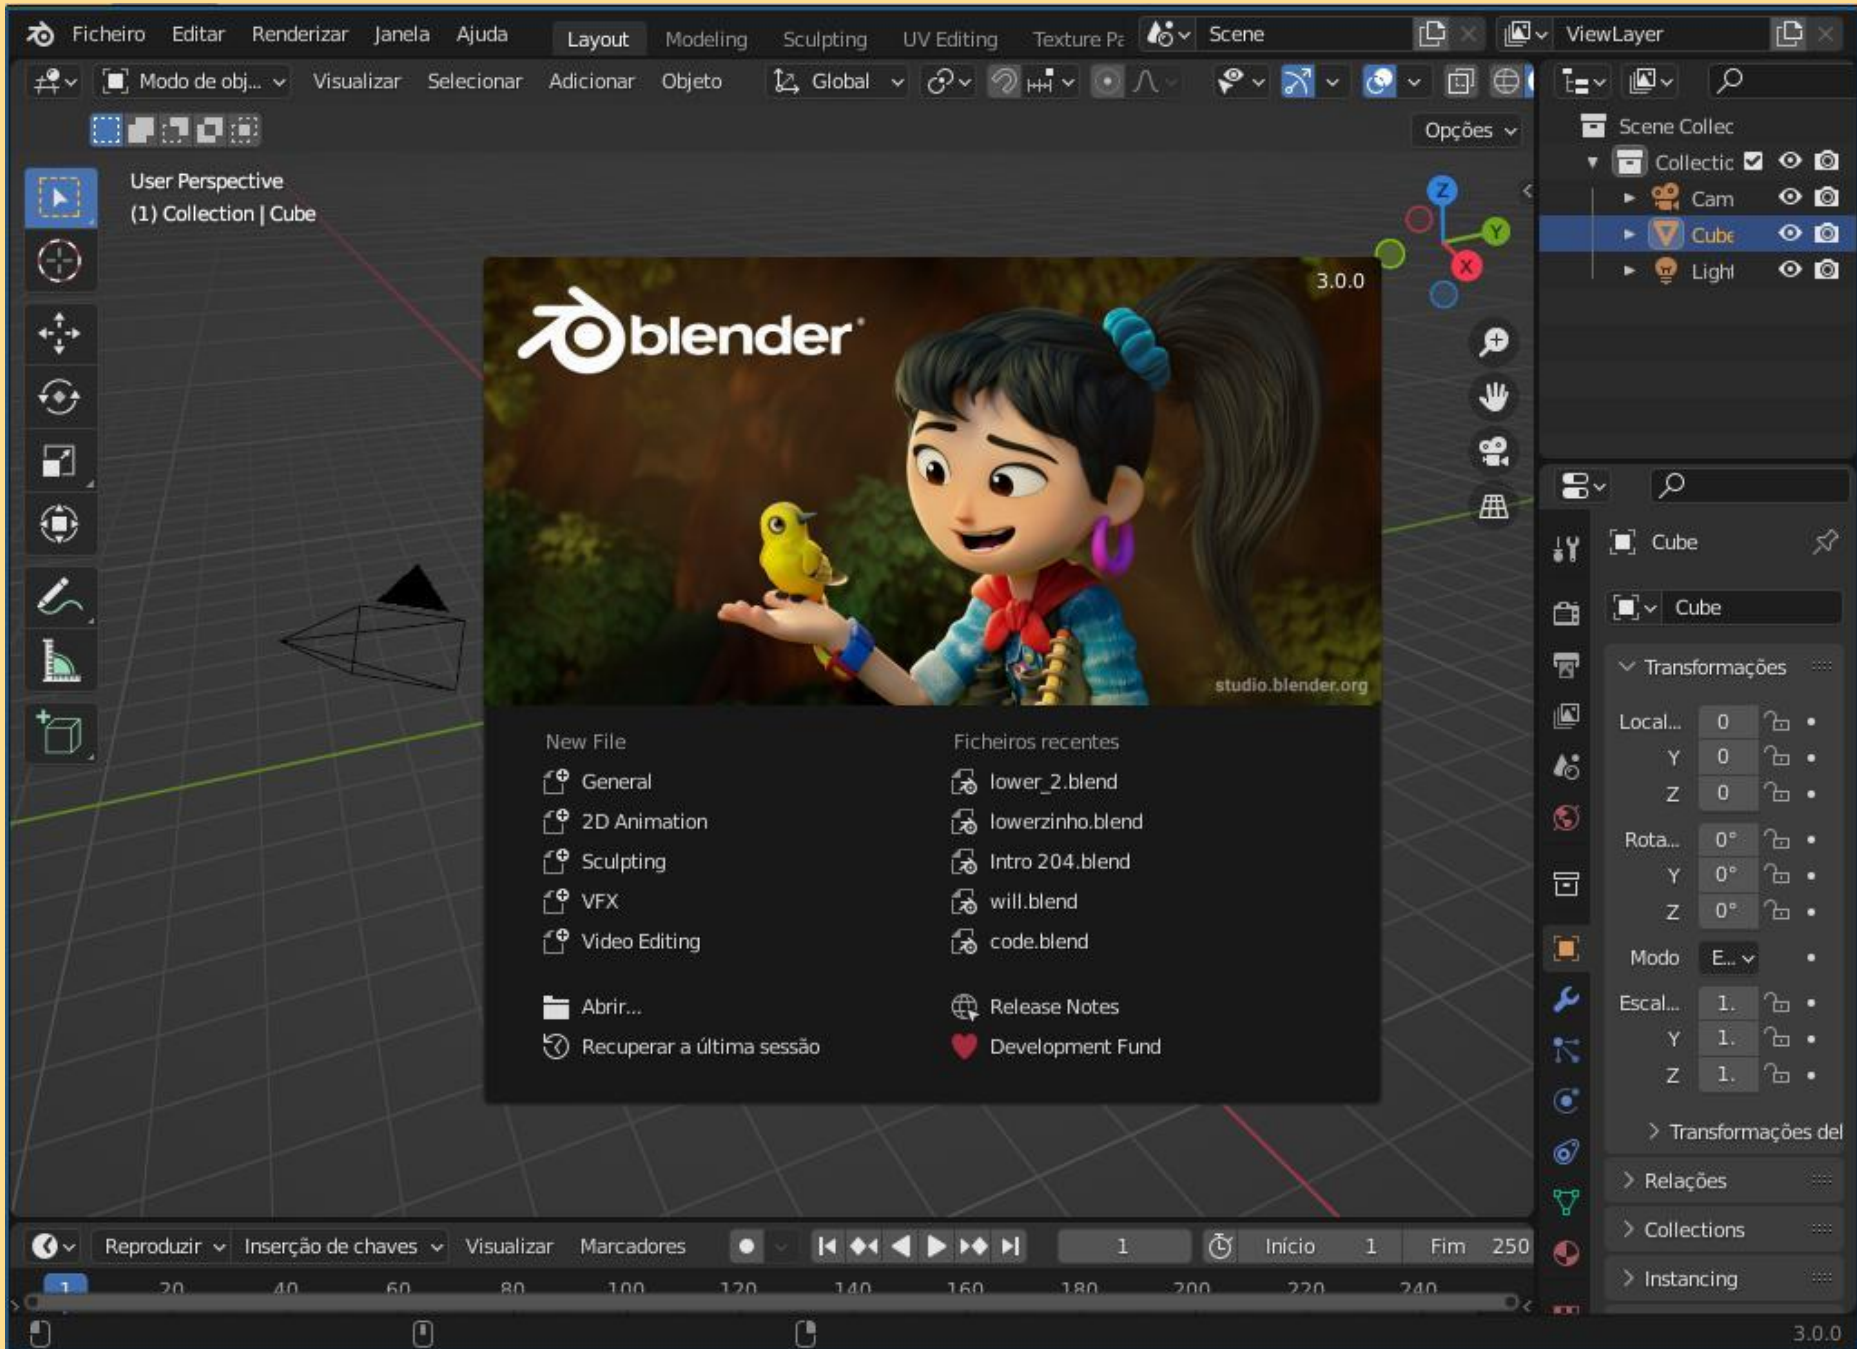 Ficheiro Editar Renderizar Janela Ajuda Layout Modeling Sculpting UV Editing Texture Pa Scene ViewLayer
Modo de obj... Visualizar Selecionar Adicionar Objeto Global
Opções
User Perspective
(1) Collection | Cube
Z
Y
X
3.0.0
blender
studio.blender.org
New File
General
2D Animation
Sculpting
VFX
Video Editing
Abrir...
Recuperar a última sessão
Ficheiros recentes
lower_2.blend
lowerzinho.blend
Intro 204.blend
will.blend
code.blend
Release Notes
Development Fund
Scene Collec
Collectic
Cam
Cube
Light
Cube
Cube
Transformações
Local... 0
Y 0
Z 0
Rota... 0°
Y 0°
Z 0°
Modo E...
Escal... 1.
Y 1.
Z 1.
Transformações del
Relações
Collections
Instancing
Reproduzir Inserção de chaves Visualizar Marcadores 1 Início 1 Fim 250
1 20 40 60 80 100 120 140 160 180 200 220 240
3.0.0